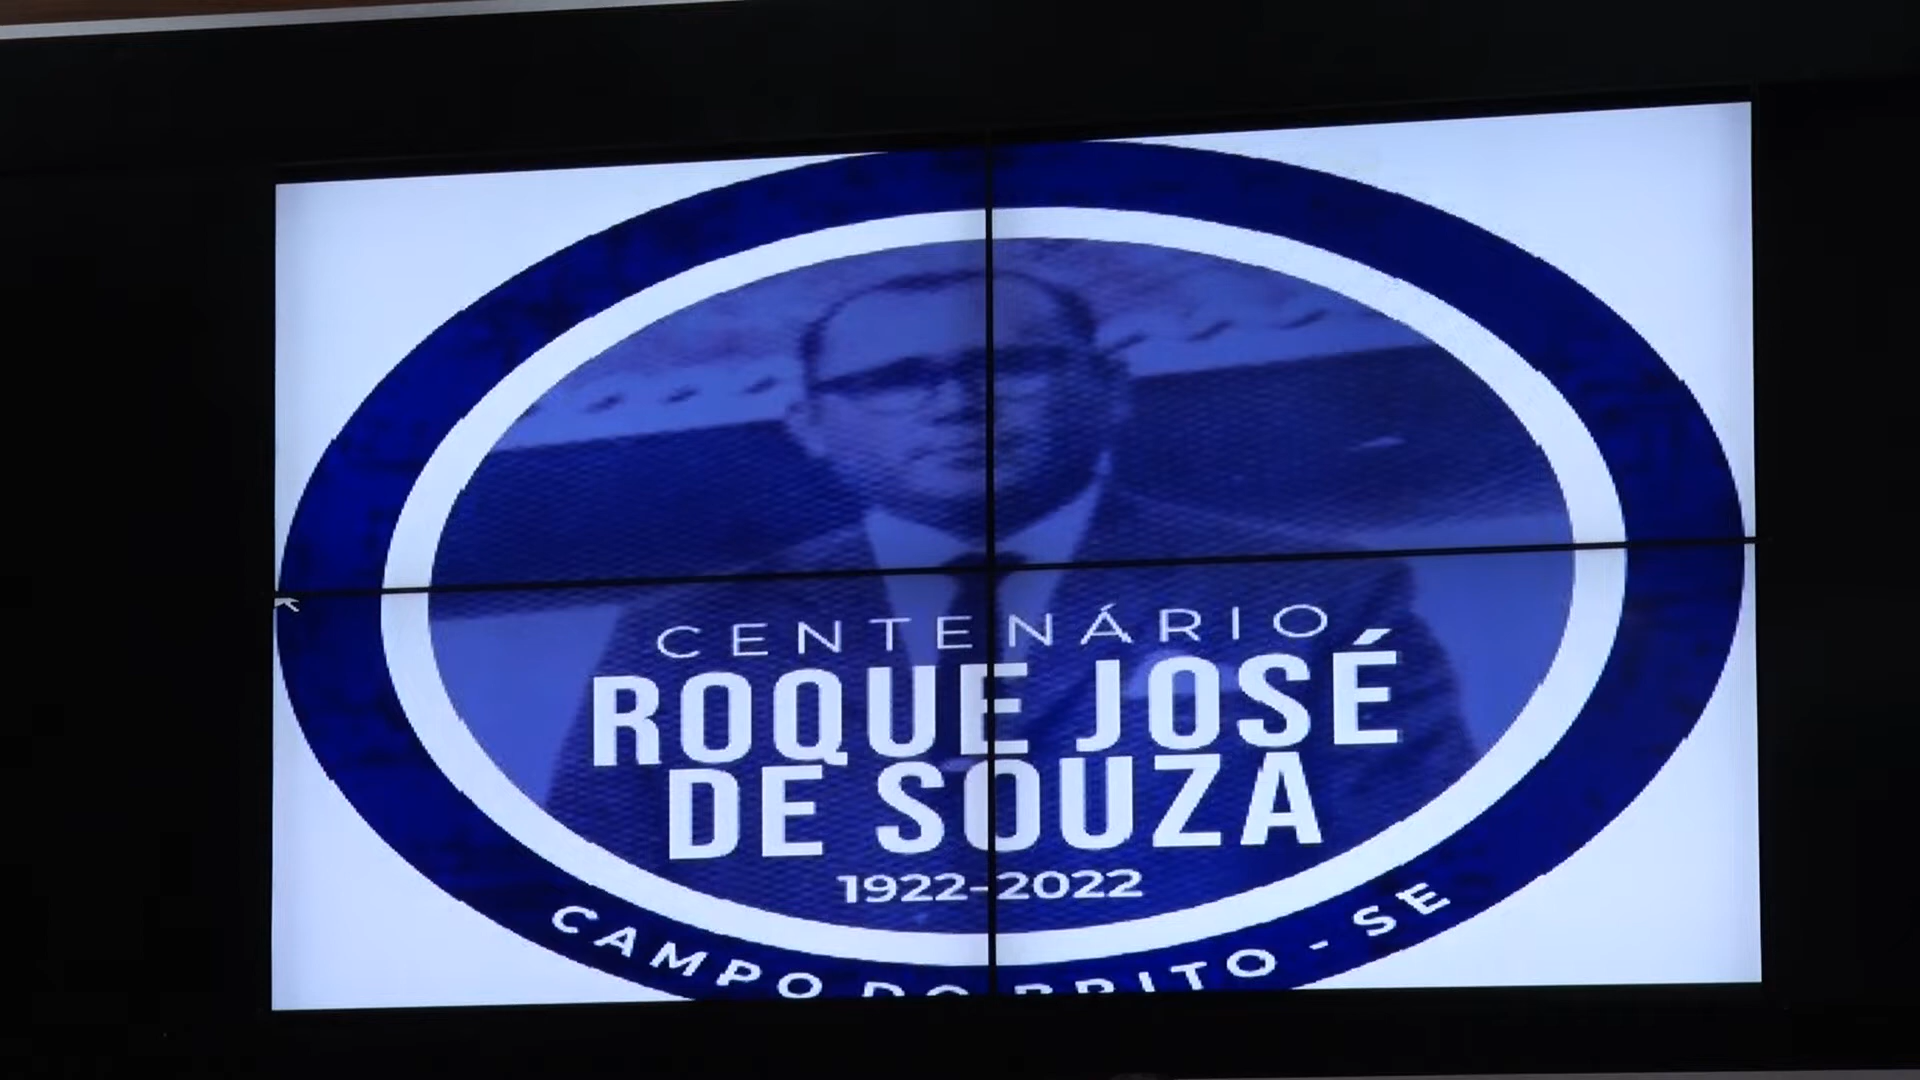 CENTENÁRIO
ROQUE JOSÉ
DE SOUZA
1922-2022
CAMPO DO BRITO - SE